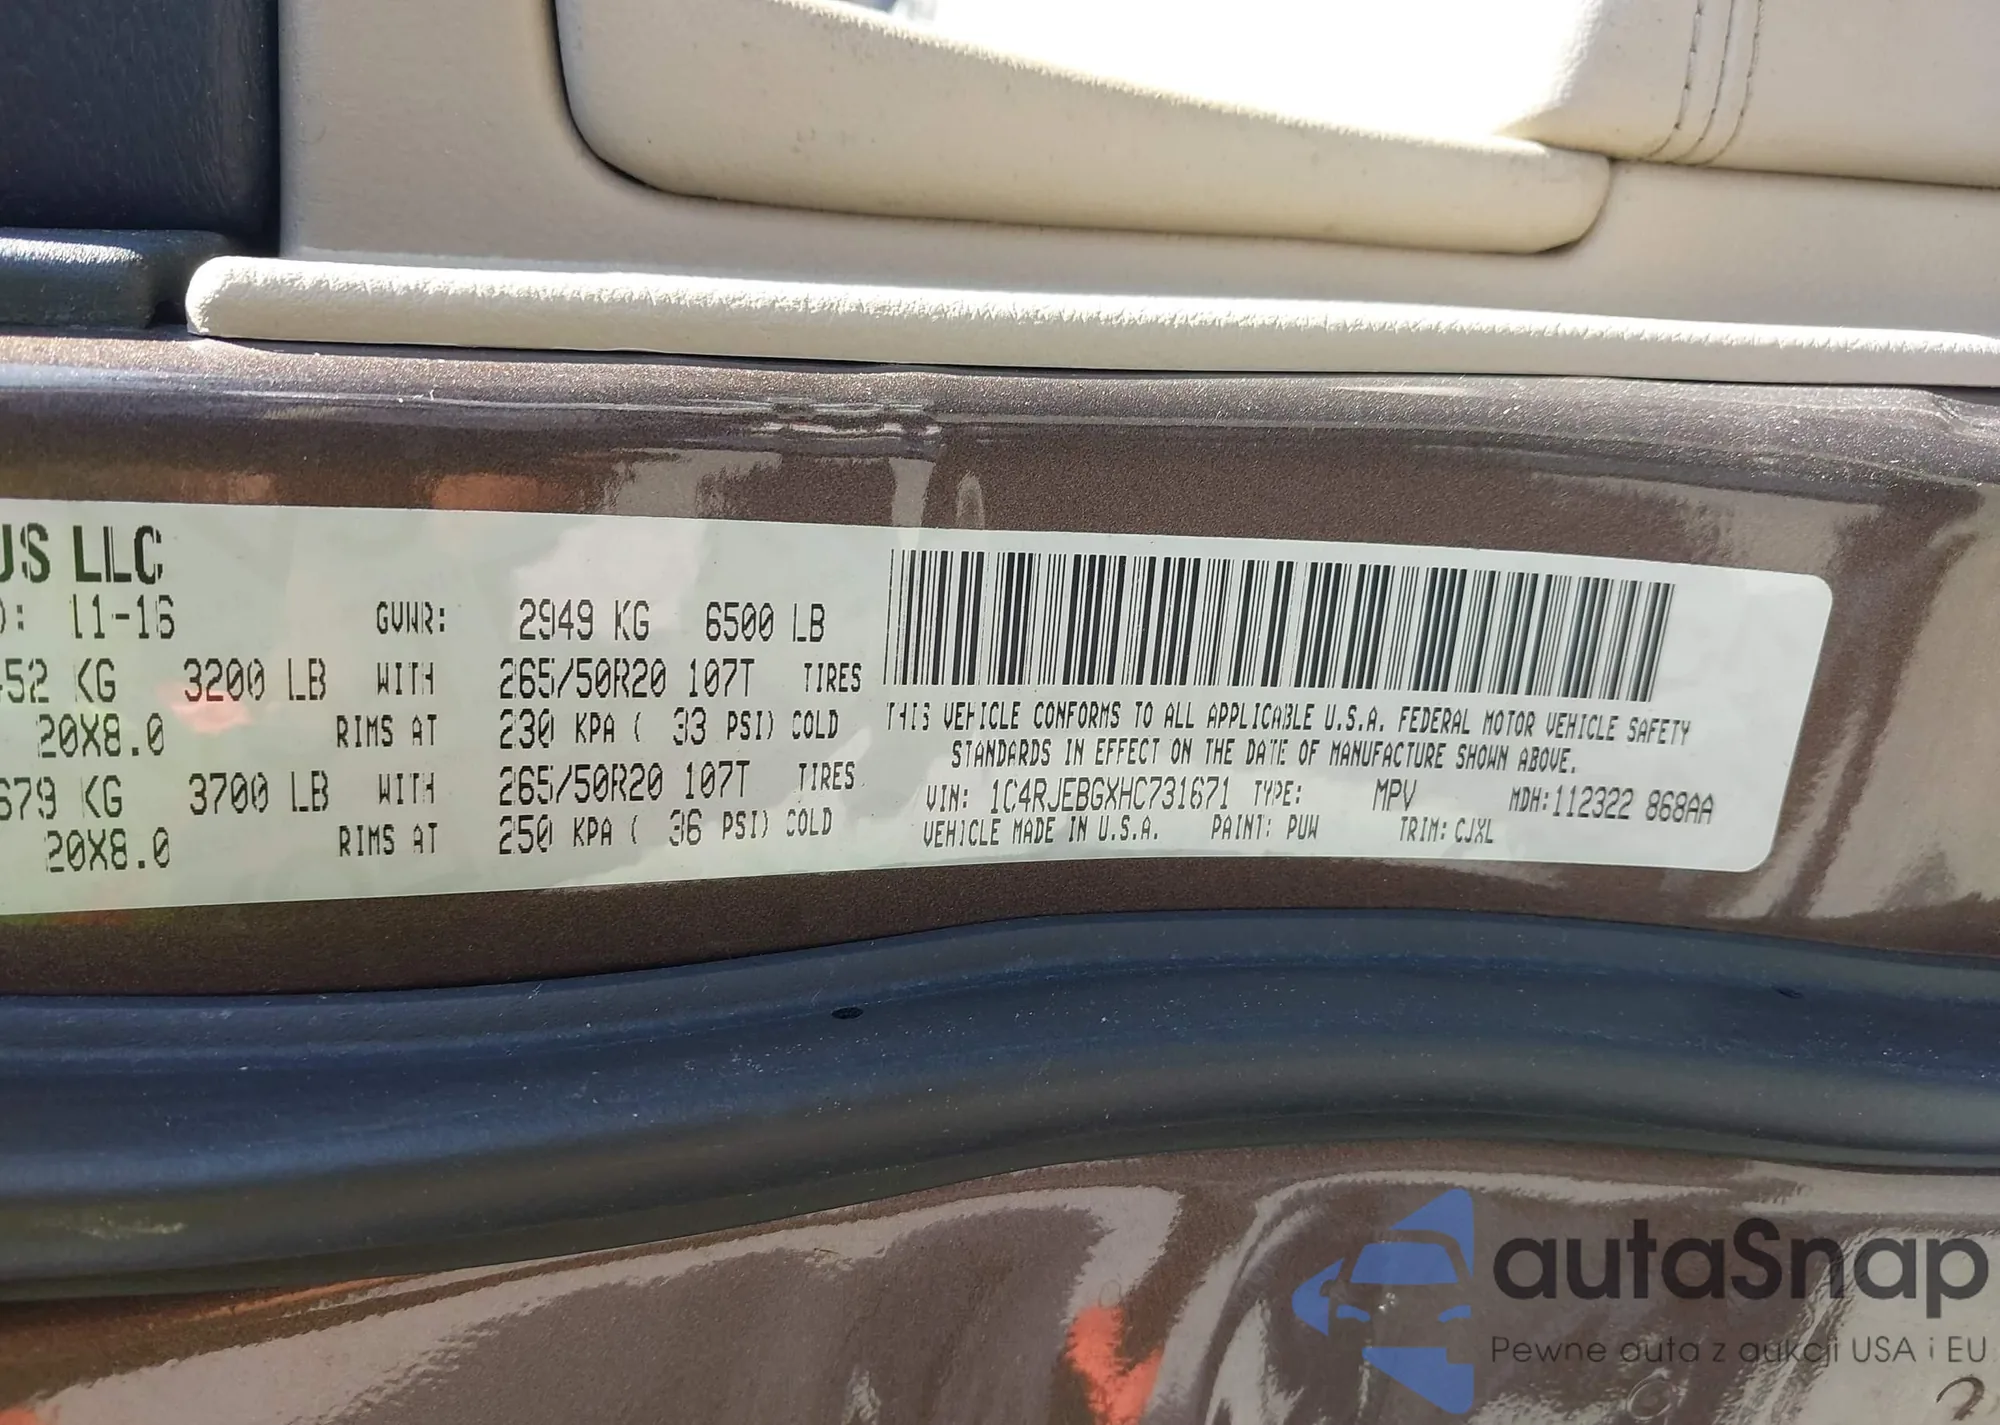 US LLC
): 11-16 GVWR: 2949 KG 6500 LB
452 KG 3200 LB WITH 265/50R20 107T TIRES
20X8.0 RIMS AT 230 KPA ( 33 PSI) COLD
679 KG 3700 LB WITH 265/50R20 107T TIRES
20X8.0 RIMS AT 250 KPA ( 36 PSI) COLD
THIS VEHICLE CONFORMS TO ALL APPLICABLE U.S.A. FEDERAL MOTOR VEHICLE SAFETY
STANDARDS IN EFFECT ON THE DATE OF MANUFACTURE SHOWN ABOVE.
VIN: 1C4RJEBGXHC731671 TYPE: MPV MDH:112322 868AA
VEHICLE MADE IN U.S.A. PAINT: PUW TRIM: CJXL
autaSnap
Pewne auta z aukcji USA i EU